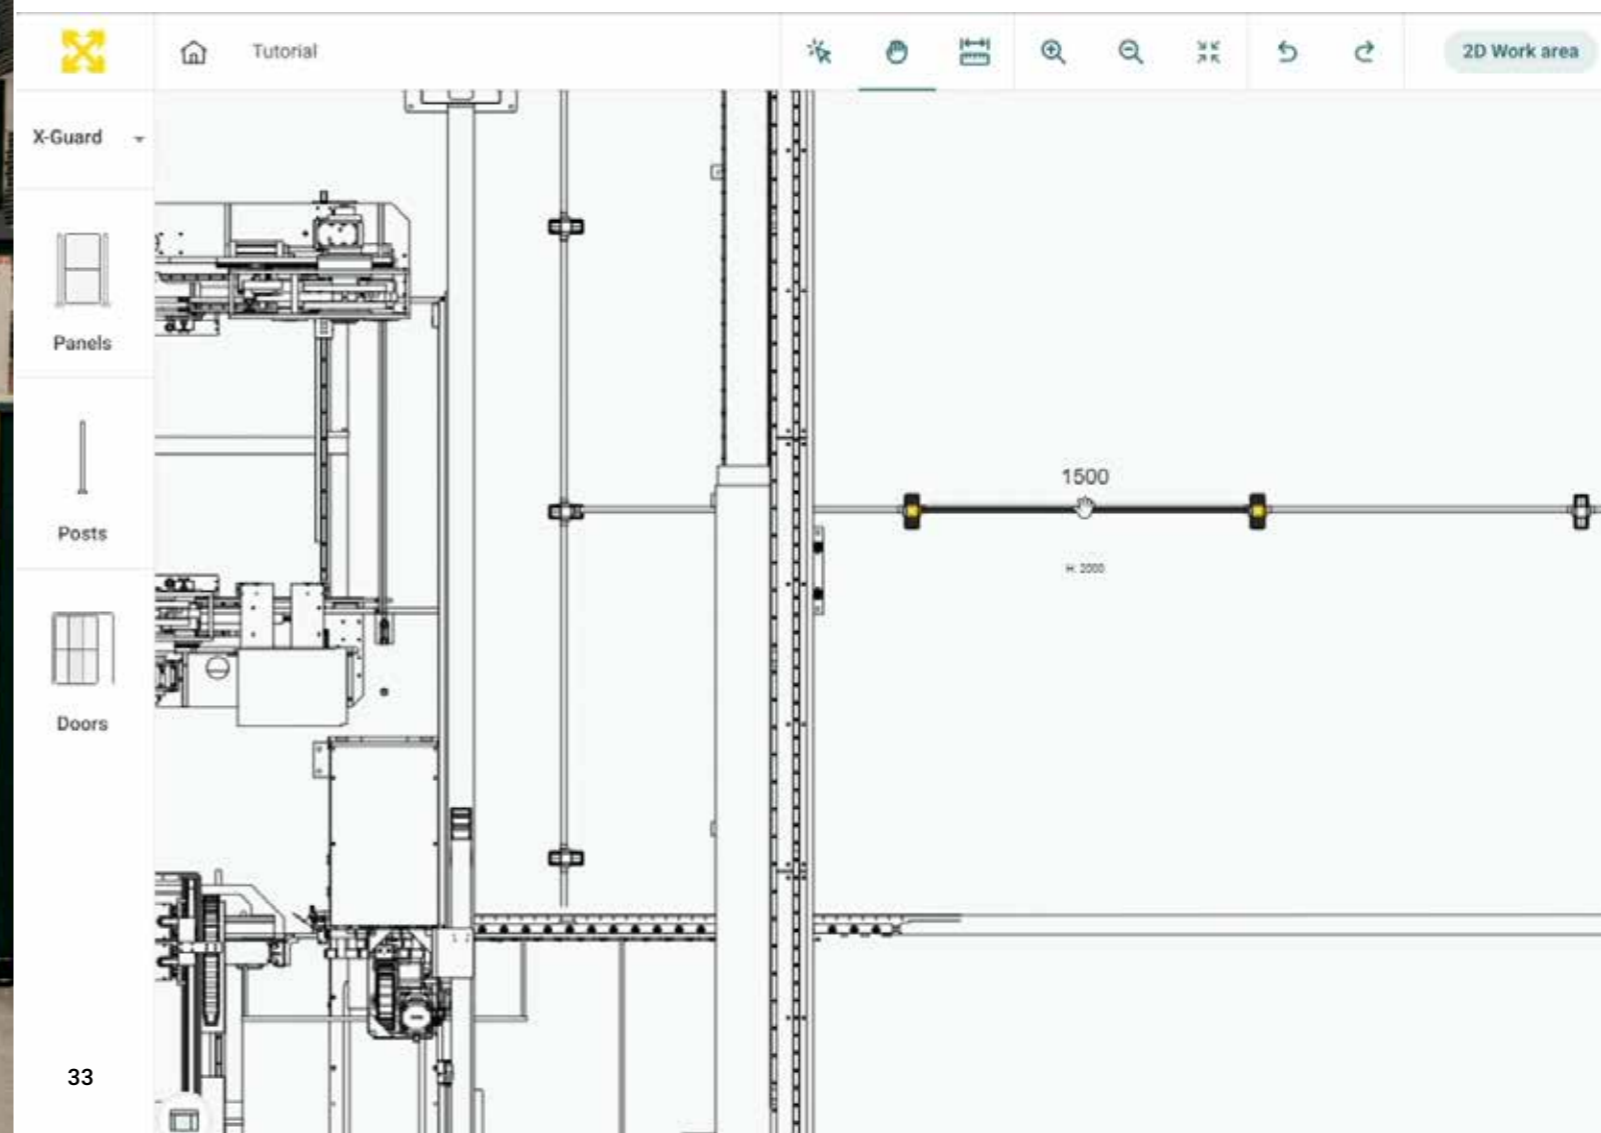 Tutorial
2D Work area
X-Guard
Panels
Posts
Doors
1500
H: 2000
33